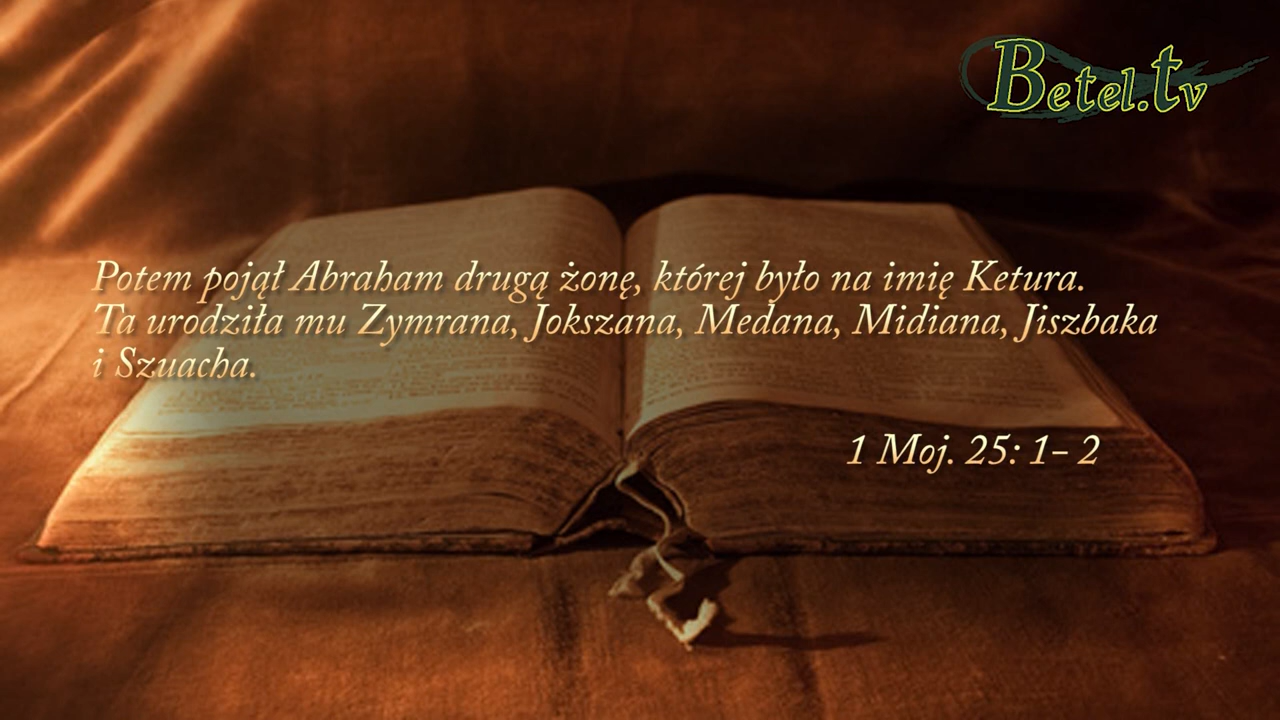 Betel.tv
Potem pojął Abraham drugą żonę, której było na imię Ketura.
Ta urodziła mu Zymrana, Jokszana, Medana, Midiana, Jiszbaka
i Szuacha.
1 Moj. 25: 1- 2